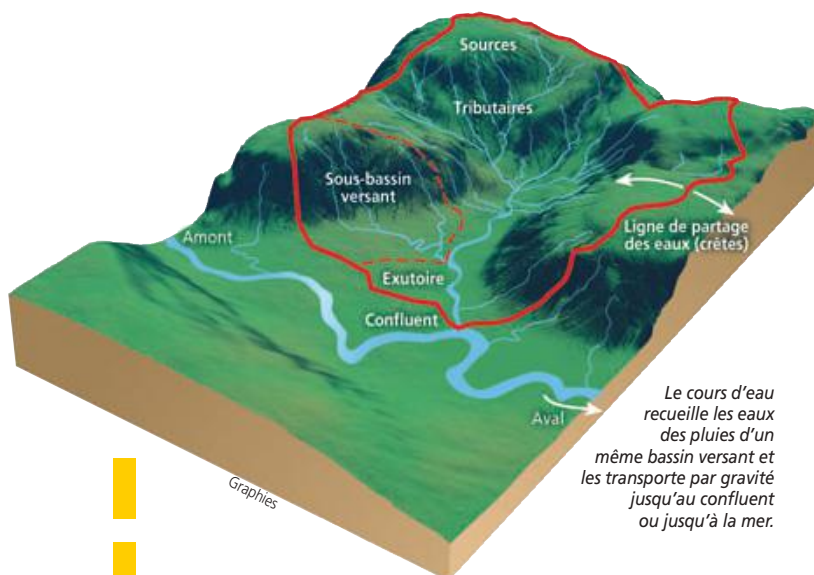 Sources
Tributaires
Sous-bassin
versant
Amont
Ligne de partage
des eaux (crêtes)
Exutoire
Confluent
Aval
Le cours d’eau
recueille les eaux
des pluies d’un
même bassin versant et
les transporte par gravité
jusqu’au confluent
ou jusqu’à la mer.
Graphies